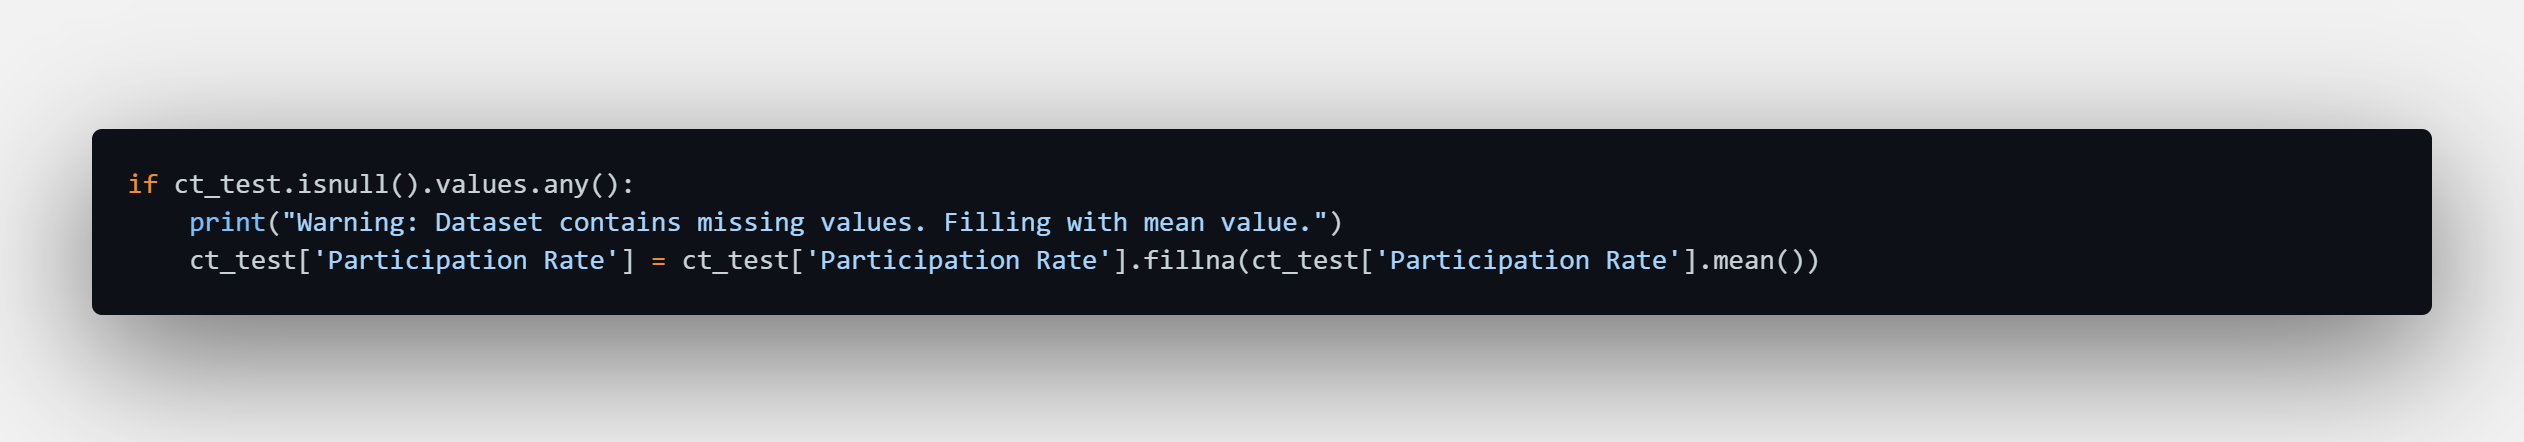 if ct_test.isnull().values.any():
    print("Warning: Dataset contains missing values. Filling with mean value.")
    ct_test['Participation Rate'] = ct_test['Participation Rate'].fillna(ct_test['Participation Rate'].mean())